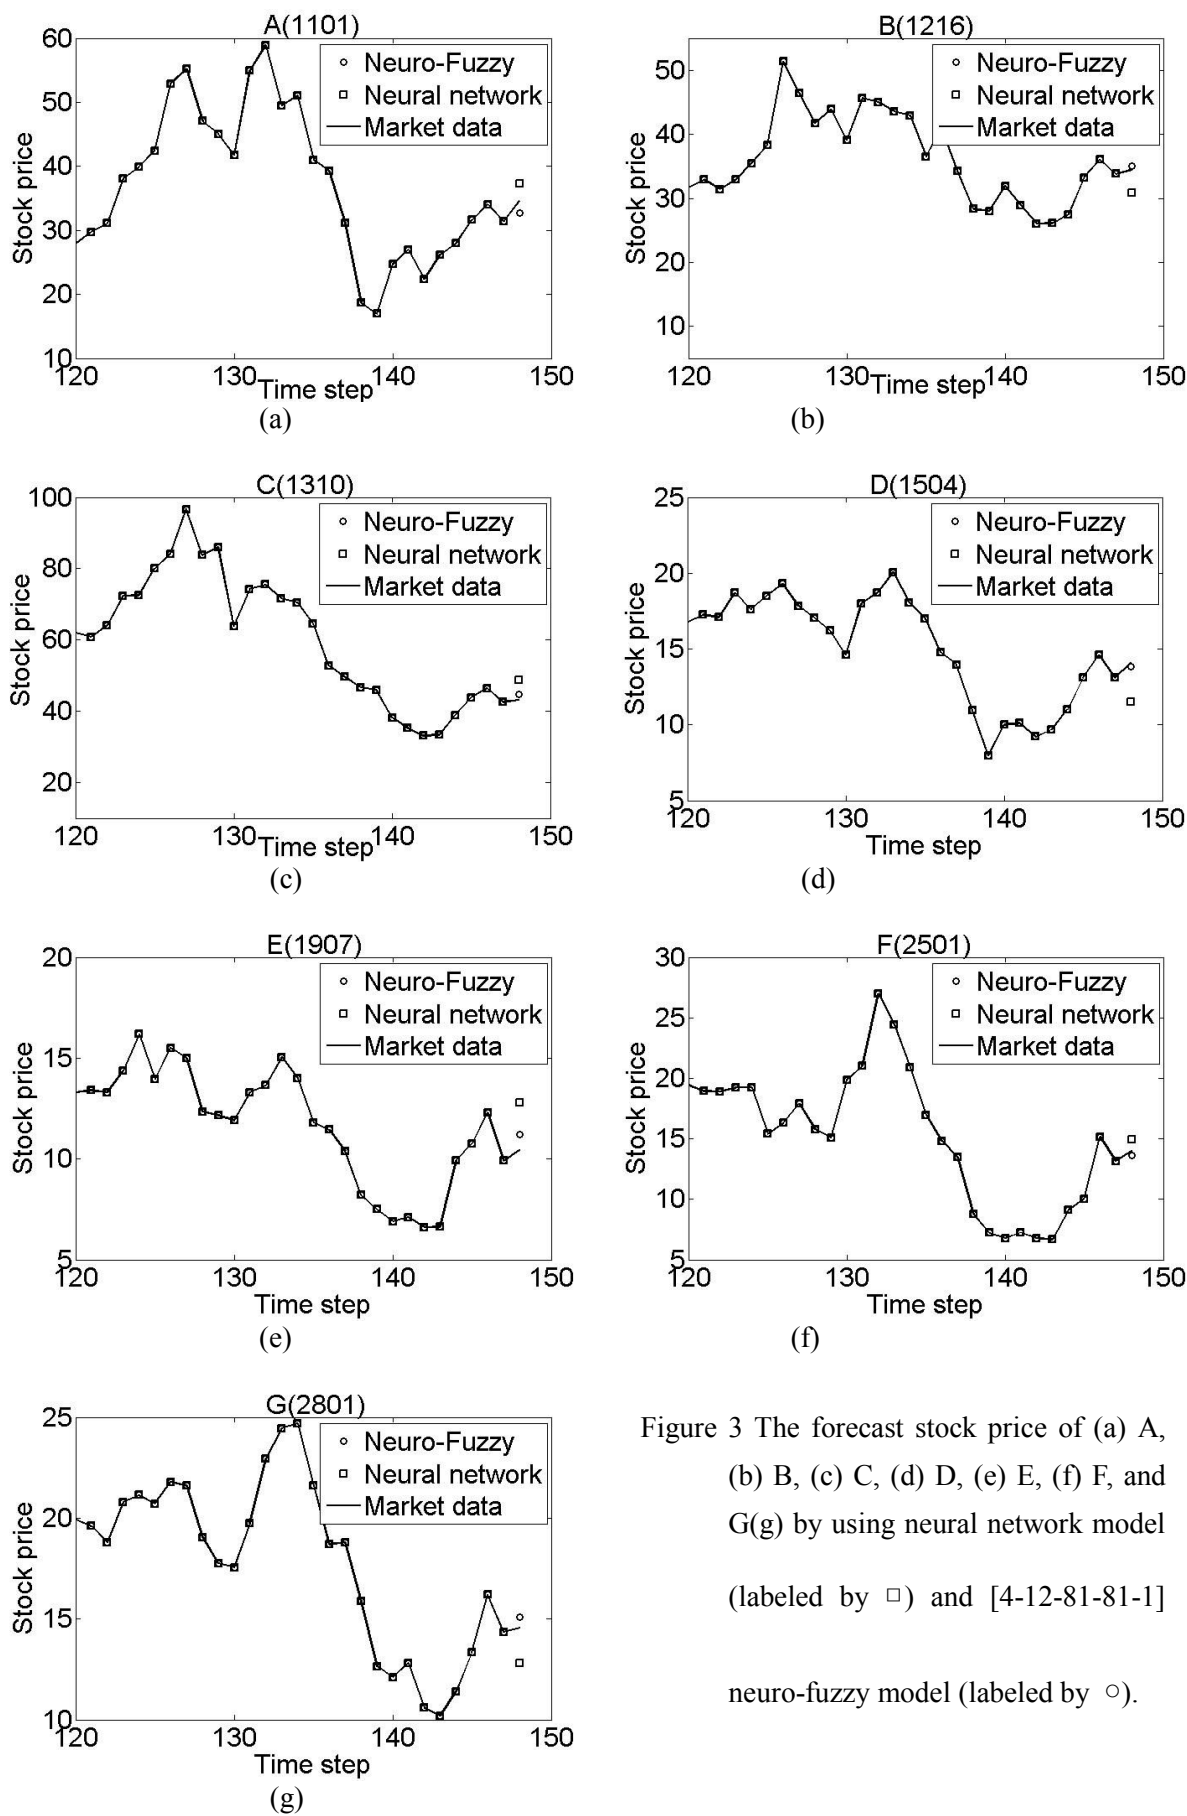 A(1101)
60
50
40
30
20
10
Stock price
Neuro-Fuzzy
Neural network
Market data
120
130
140
150
Time step
(a)
B(1216)
50
40
30
20
10
Stock price
Neuro-Fuzzy
Neural network
Market data
120
130
140
150
Time step
(b)
C(1310)
100
80
60
40
20
Stock price
Neuro-Fuzzy
Neural network
Market data
120
130
140
150
Time step
(c)
D(1504)
25
20
15
10
5
Stock price
Neuro-Fuzzy
Neural network
Market data
120
130
140
150
Time step
(d)
E(1907)
20
15
10
5
Stock price
Neuro-Fuzzy
Neural network
Market data
120
130
140
150
Time step
(e)
F(2501)
30
25
20
15
10
5
Stock price
Neuro-Fuzzy
Neural network
Market data
120
130
140
150
Time step
(f)
G(2801)
25
20
15
10
Stock price
Neuro-Fuzzy
Neural network
Market data
120
130
140
150
Time step
(g)
Figure 3 The forecast stock price of (a) A,
(b) B, (c) C, (d) D, (e) E, (f) F, and
G(g) by using neural network model
(labeled by □) and [4-12-81-81-1]
neuro-fuzzy model (labeled by ○).